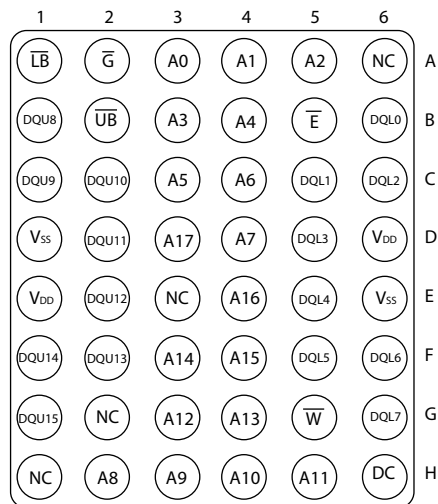 1 2 3 4 5 6
L̅B̅ G̅ A0 A1 A2 NC A
DQU8 U̅B̅ A3 A4 E̅ DQL0 B
DQU9 DQU10 A5 A6 DQL1 DQL2 C
VSS DQU11 A17 A7 DQL3 VDD D
VDD DQU12 NC A16 DQL4 VSS E
DQU14 DQU13 A14 A15 DQL5 DQL6 F
DQU15 NC A12 A13 W̅ DQL7 G
NC A8 A9 A10 A11 DC H